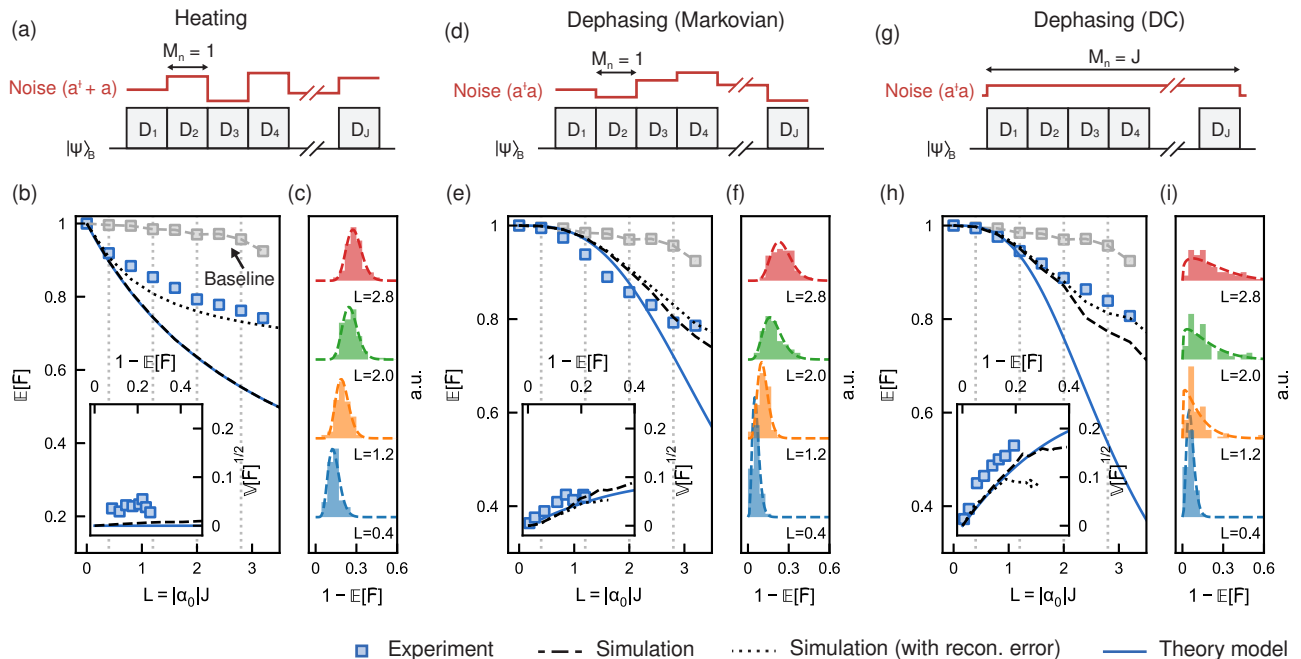 Heating
Dephasing (Markovian)
Dephasing (DC)
(a)
(d)
(g)
Mₙ = 1
Mₙ = 1
Mₙ = J
Noise (a† + a)
Noise (a†a)
Noise (a†a)
D₁ D₂ D₃ D₄ D_J
D₁ D₂ D₃ D₄ D_J
D₁ D₂ D₃ D₄ D_J
|Ψ⟩_B
|Ψ⟩_B
|Ψ⟩_B
(b)
1
0.8
0.6
0.4
0.2
𝔼[F]
Baseline
1 − 𝔼[F]
0 0.2 0.4
0.2
0.1
0
𝕍[F]^1/2
0 1 2 3
L = |α₀|J
(c)
L=2.8
L=2.0
L=1.2
L=0.4
a.u.
0 0.3 0.6
1 − 𝔼[F]
(e)
1
0.8
0.6
0.4
𝔼[F]
1 − 𝔼[F]
0 0.2 0.4
0.2
0.1
0
𝕍[F]^1/2
0 1 2 3
L = |α₀|J
(f)
L=2.8
L=2.0
L=1.2
L=0.4
a.u.
0 0.3 0.6
1 − 𝔼[F]
(h)
1
0.8
0.6
0.4
𝔼[F]
1 − 𝔼[F]
0 0.2 0.4
0.2
0.1
0
𝕍[F]^1/2
0 1 2 3
L = |α₀|J
(i)
L=2.8
L=2.0
L=1.2
L=0.4
a.u.
0 0.3 0.6
1 − 𝔼[F]
Experiment Simulation Simulation (with recon. error) Theory model